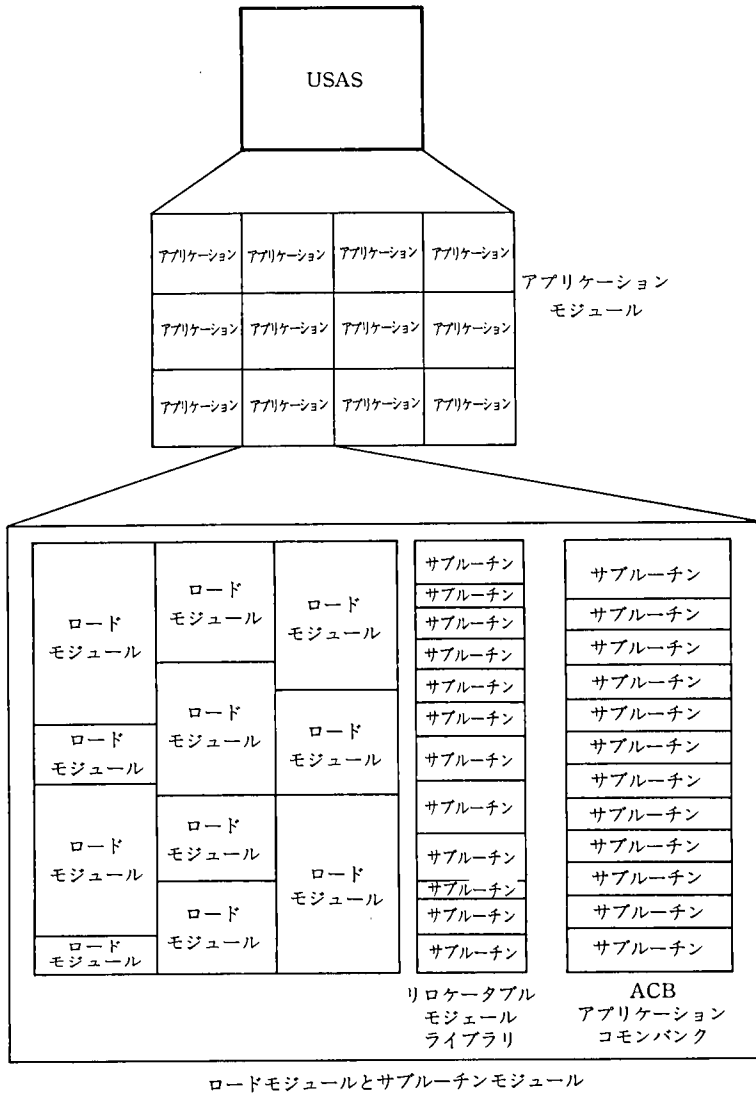 USAS
アプリケーション アプリケーション アプリケーション アプリケーション
アプリケーション アプリケーション アプリケーション アプリケーション
アプリケーション アプリケーション アプリケーション アプリケーション
アプリケーション
モジュール
ロード
モジュール
ロード
モジュール
ロード
モジュール
ロード
モジュール
ロード
モジュール
ロード
モジュール
ロード
モジュール
ロード
モジュール
ロード
モジュール
ロード
モジュール
ロード
モジュール
サブルーチン
サブルーチン
サブルーチン
サブルーチン
サブルーチン
サブルーチン
サブルーチン
サブルーチン
サブルーチン
サブルーチン
サブルーチン
サブルーチン
リロケータブル
モジェール
ライブラリ
サブルーチン
サブルーチン
サブルーチン
サブルーチン
サブルーチン
サブルーチン
サブルーチン
サブルーチン
サブルーチン
サブルーチン
サブルーチン
サブルーチン
ACB
アプリケーション
コモンバンク
ロードモジュールとサブルーチンモジュール